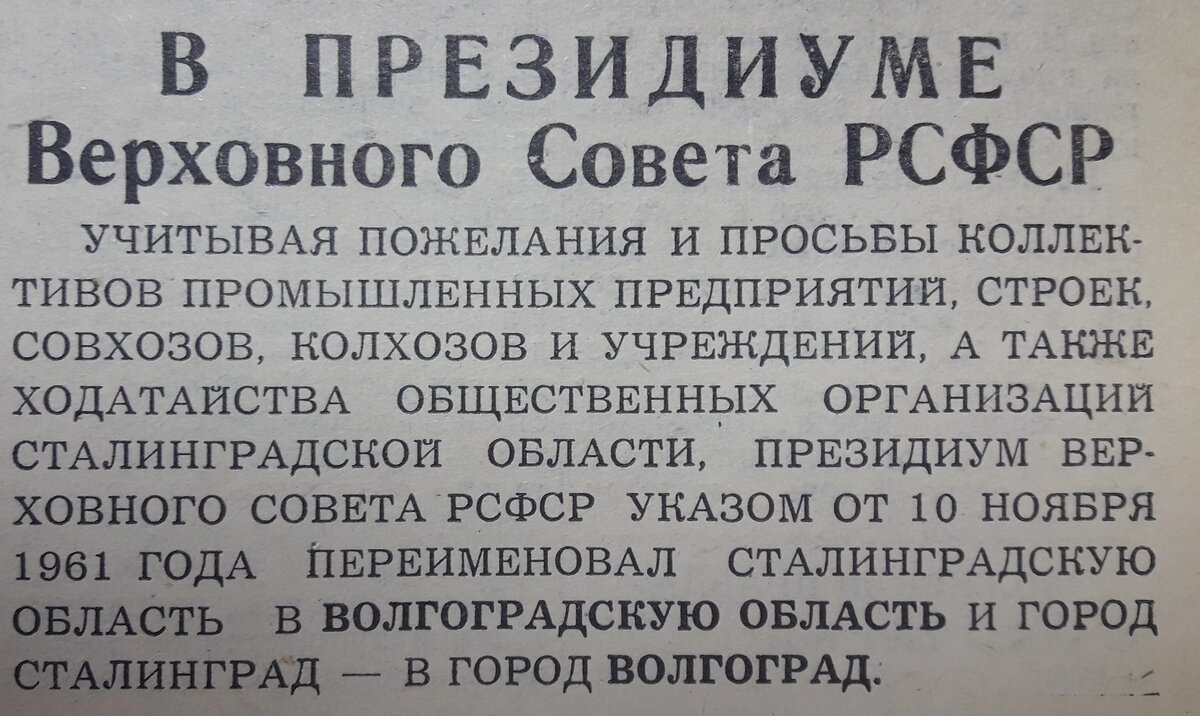 В ПРЕЗИДИУМЕ
Верховного Совета РСФСР
УЧИТЫВАЯ ПОЖЕЛАНИЯ И ПРОСЬБЫ КОЛЛЕК-
ТИВОВ ПРОМЫШЛЕННЫХ ПРЕДПРИЯТИЙ, СТРОЕК,
СОВХОЗОВ, КОЛХОЗОВ И УЧРЕЖДЕНИЙ, А ТАКЖЕ
ХОДАТАЙСТВА ОБЩЕСТВЕННЫХ ОРГАНИЗАЦИЙ
СТАЛИНГРАДСКОЙ ОБЛАСТИ, ПРЕЗИДИУМ ВЕР-
ХОВНОГО СОВЕТА РСФСР УКАЗОМ ОТ 10 НОЯБРЯ
1961 ГОДА ПЕРЕИМЕНОВАЛ СТАЛИНГРАДСКУЮ
ОБЛАСТЬ В ВОЛГОГРАДСКУЮ ОБЛАСТЬ И ГОРОД
СТАЛИНГРАД — В ГОРОД ВОЛГОГРАД.